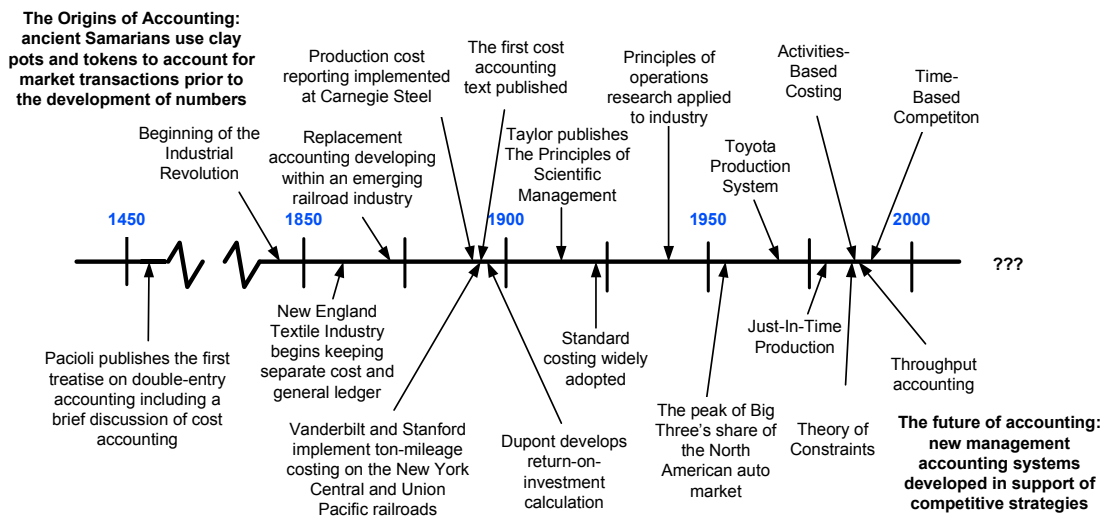 The Origins of Accounting:
ancient Samarians use clay
pots and tokens to account for
market transactions prior to
the development of numbers
Beginning of the
Industrial
Revolution
Production cost
reporting implemented
at Carnegie Steel
Replacement
accounting developing
within an emerging
railroad industry
The first cost
accounting
text published
Taylor publishes
The Principles of
Scientific
Management
Principles of
operations
research applied
to industry
Toyota
Production
System
Activities-
Based
Costing
Time-
Based
Competiton
1450
1850
1900
1950
2000
???
Pacioli publishes the first
treatise on double-entry
accounting including a
brief discussion of cost
accounting
New England
Textile Industry
begins keeping
separate cost and
general ledger
Vanderbilt and Stanford
implement ton-mileage
costing on the New York
Central and Union
Pacific railroads
Dupont develops
return-on-
investment
calculation
Standard
costing widely
adopted
The peak of Big
Three's share of
the North
American auto
market
Just-In-Time
Production
Theory of
Constraints
Throughput
accounting
The future of accounting:
new management
accounting systems
developed in support of
competitive strategies